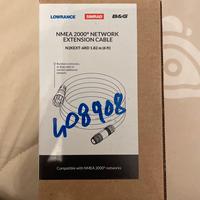 LOWRANCE SIMRAD B&G
NMEA 2000® NETWORK
EXTENSION CABLE
N2KEXT-6RD 1.82 m (6 ft)
408908
Compatible with NMEA 2000® networks